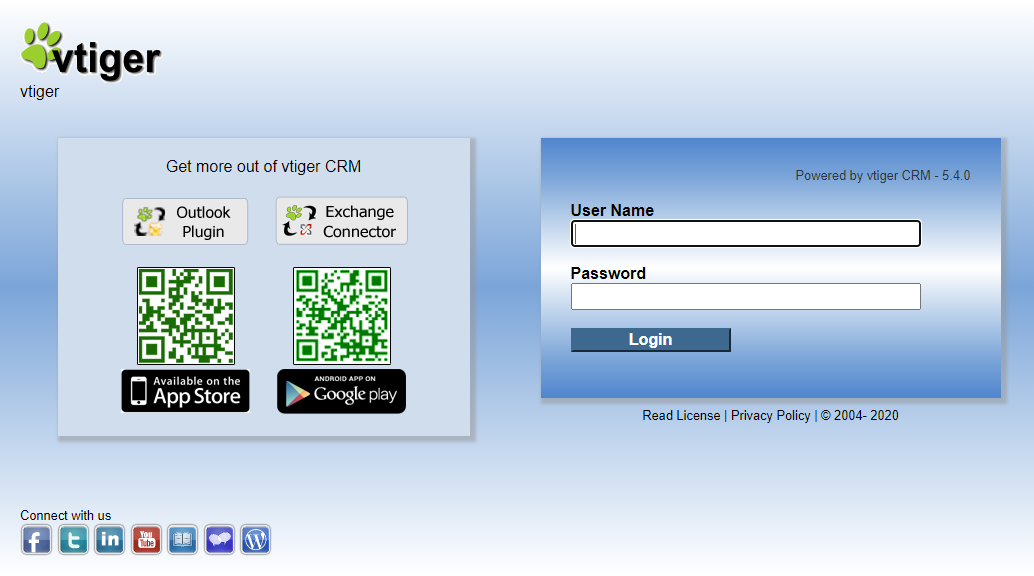 vtiger
vtiger
Get more out of vtiger CRM
Outlook
Plugin
Exchange
Connector
Available on the
App Store
ANDROID APP ON
Google play
Powered by vtiger CRM - 5.4.0
User Name
Password
Login
Read License | Privacy Policy | © 2004- 2020
Connect with us
f
t
in
You
Tube
W